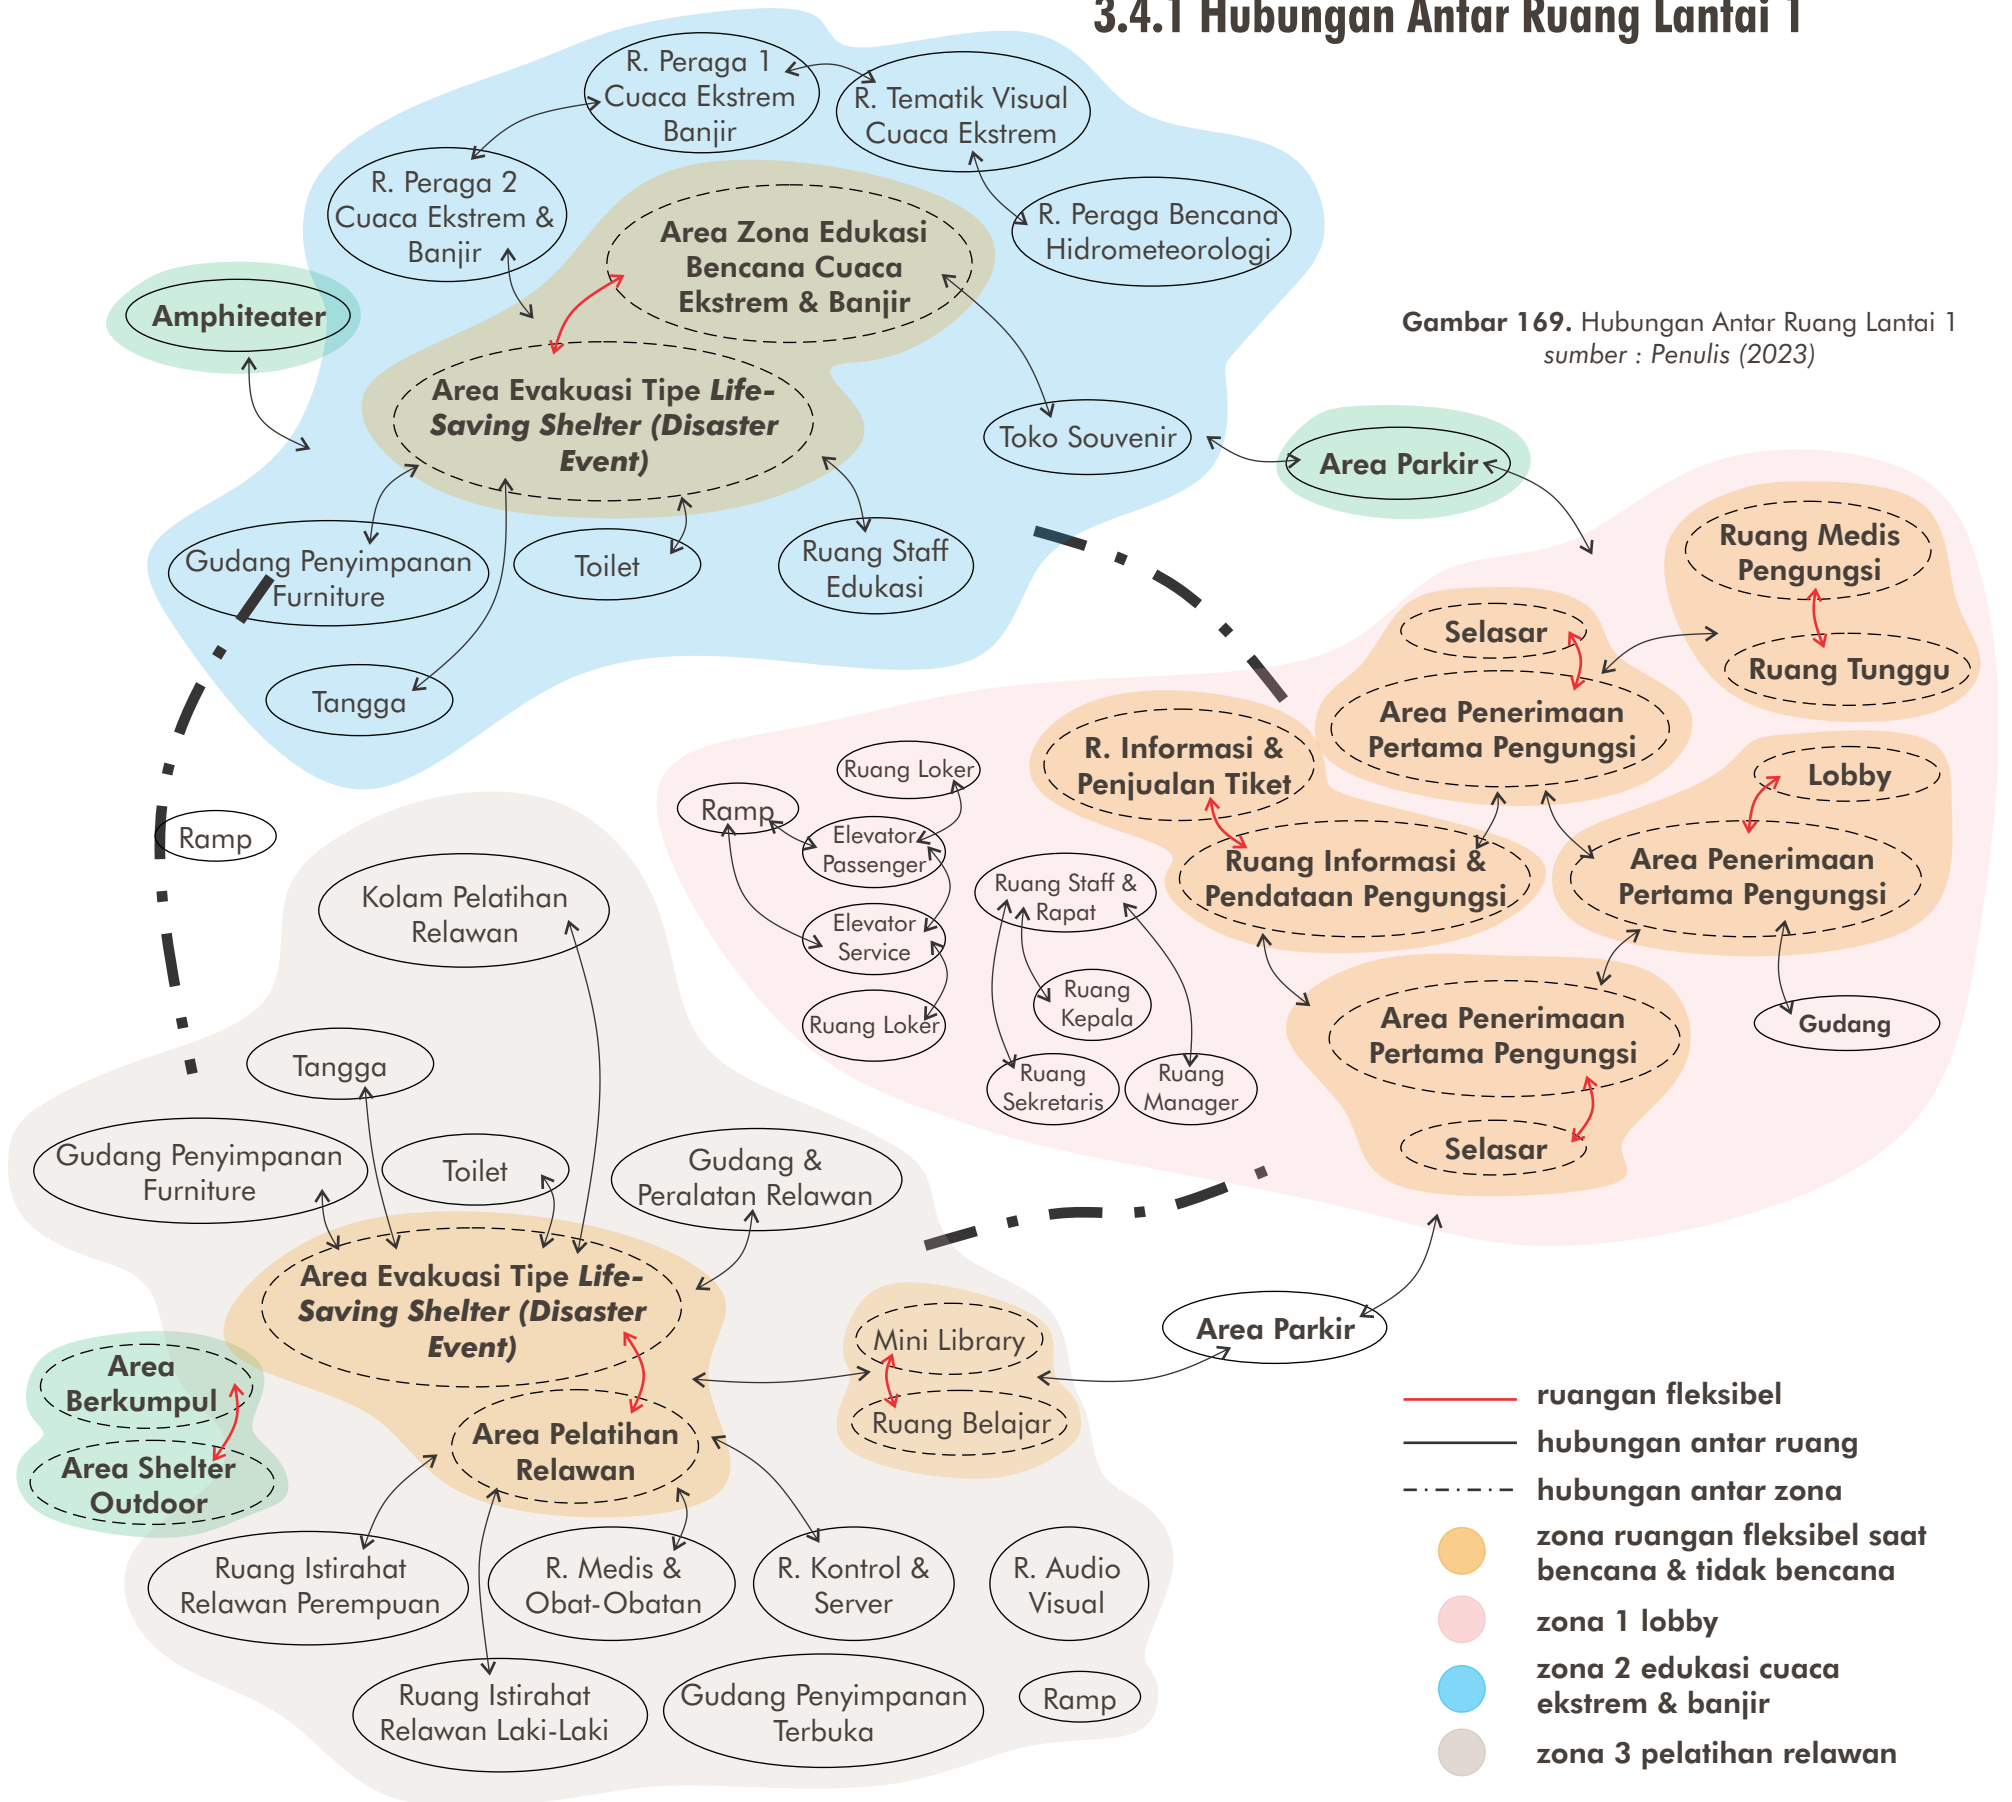 3.4.1 Hubungan Antar Ruang Lantai 1
R. Peraga 1
Cuaca Ekstrem
Banjir
R. Tematik Visual
Cuaca Ekstrem
R. Peraga 2
Cuaca Ekstrem &
Banjir
R. Peraga Bencana
Hidrometeorologi
Area Zona Edukasi
Bencana Cuaca
Ekstrem & Banjir
Amphiteater
Gambar 169. Hubungan Antar Ruang Lantai 1
sumber : Penulis (2023)
Area Evakuasi Tipe Life-
Saving Shelter (Disaster
Event)
Toko Souvenir
Area Parkir
Gudang Penyimpanan
Furniture
Toilet
Ruang Staff
Edukasi
Tangga
Ruang Medis
Pengungsi
Ruang Tunggu
Selasar
Area Penerimaan
Pertama Pengungsi
R. Informasi &
Penjualan Tiket
Ruang Informasi &
Pendataan Pengungsi
Lobby
Area Penerimaan
Pertama Pengungsi
Ruang Loker
Ramp
Elevator
Passenger
Elevator
Service
Ruang Loker
Ruang Staff &
Rapat
Ruang
Kepala
Ruang
Sekretaris
Ruang
Manager
Area Penerimaan
Pertama Pengungsi
Selasar
Gudang
Ramp
Kolam Pelatihan
Relawan
Tangga
Gudang Penyimpanan
Furniture
Toilet
Gudang &
Peralatan Relawan
Area Evakuasi Tipe Life-
Saving Shelter (Disaster
Event)
Area Pelatihan
Relawan
Mini Library
Ruang Belajar
Area Parkir
Area
Berkumpul
Area Shelter
Outdoor
Ruang Istirahat
Relawan Perempuan
R. Medis &
Obat-Obatan
R. Kontrol &
Server
R. Audio
Visual
Ruang Istirahat
Relawan Laki-Laki
Gudang Penyimpanan
Terbuka
Ramp
ruangan fleksibel
hubungan antar ruang
hubungan antar zona
zona ruangan fleksibel saat
bencana & tidak bencana
zona 1 lobby
zona 2 edukasi cuaca
ekstrem & banjir
zona 3 pelatihan relawan